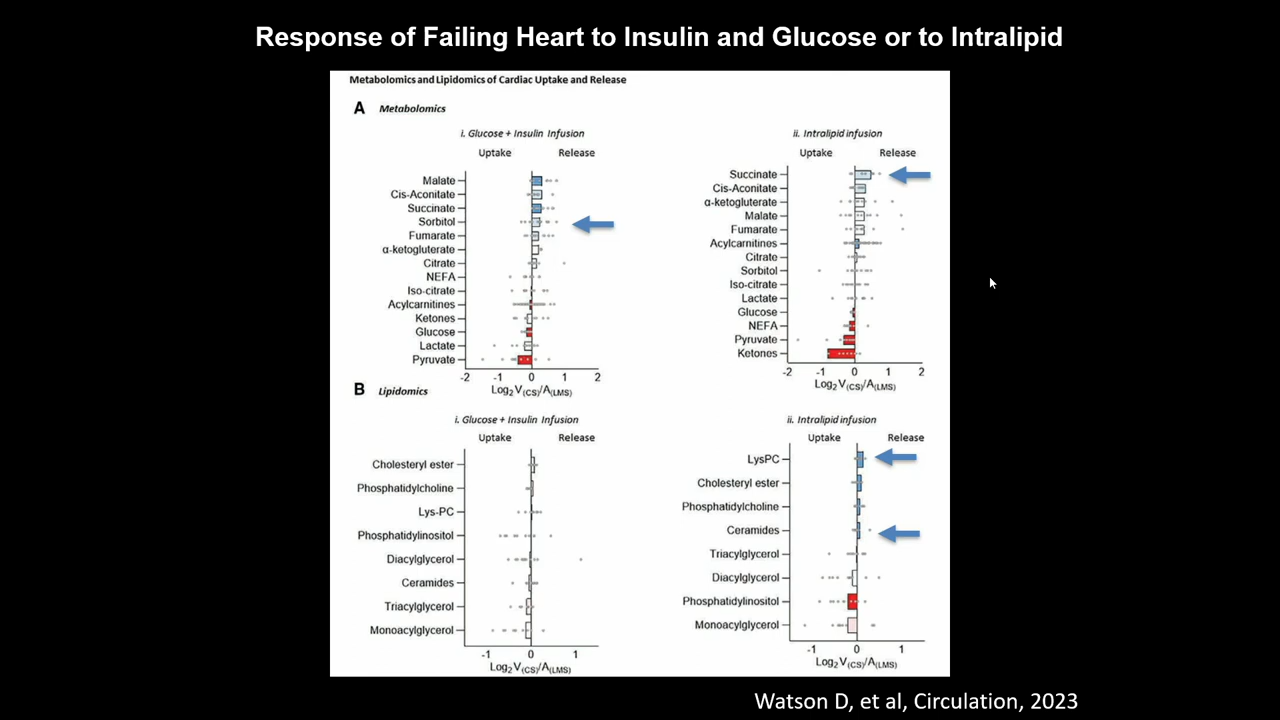 Response of Failing Heart to Insulin and Glucose or to Intralipid
Metabolomics and Lipidomics of Cardiac Uptake and Release
A Metabolomics
i. Glucose + Insulin Infusion
Uptake Release
Malate
Cis-Aconitate
Succinate
Sorbitol
Fumarate
α-ketogluterate
Citrate
NEFA
Iso-citrate
Acylcarnitines
Ketones
Glucose
Lactate
Pyruvate
-2 -1 0 1 2
Log2 V(CS)/A(LMS)
ii. Intralipid infusion
Uptake Release
Succinate
Cis-Aconitate
α-ketogluterate
Malate
Fumarate
Acylcarnitines
Citrate
Sorbitol
Iso-citrate
Lactate
Glucose
NEFA
Pyruvate
Ketones
-2 -1 0 1 2
Log2 V(CS)/A(LMS)
B Lipidomics
i. Glucose + Insulin Infusion
Uptake Release
Cholesteryl ester
Phosphatidylcholine
Lys-PC
Phosphatidylinositol
Diacylglycerol
Ceramides
Triacylglycerol
Monoacylglycerol
-1 0 1
Log2 V(CS)/A(LMS)
ii. Intralipid infusion
Uptake Release
LysPC
Cholesteryl ester
Phosphatidylcholine
Ceramides
Triacylglycerol
Diacylglycerol
Phosphatidylinositol
Monoacylglycerol
-1 0 1
Log2 V(CS)/A(LMS)
Watson D, et al, Circulation, 2023